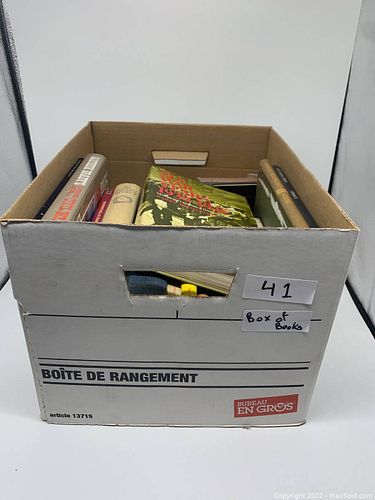 41
Box of
Books
BOÎTE DE RANGEMENT
article 13715
BUREAU
EN GROS
Copyright 2022 - MaxSold.com